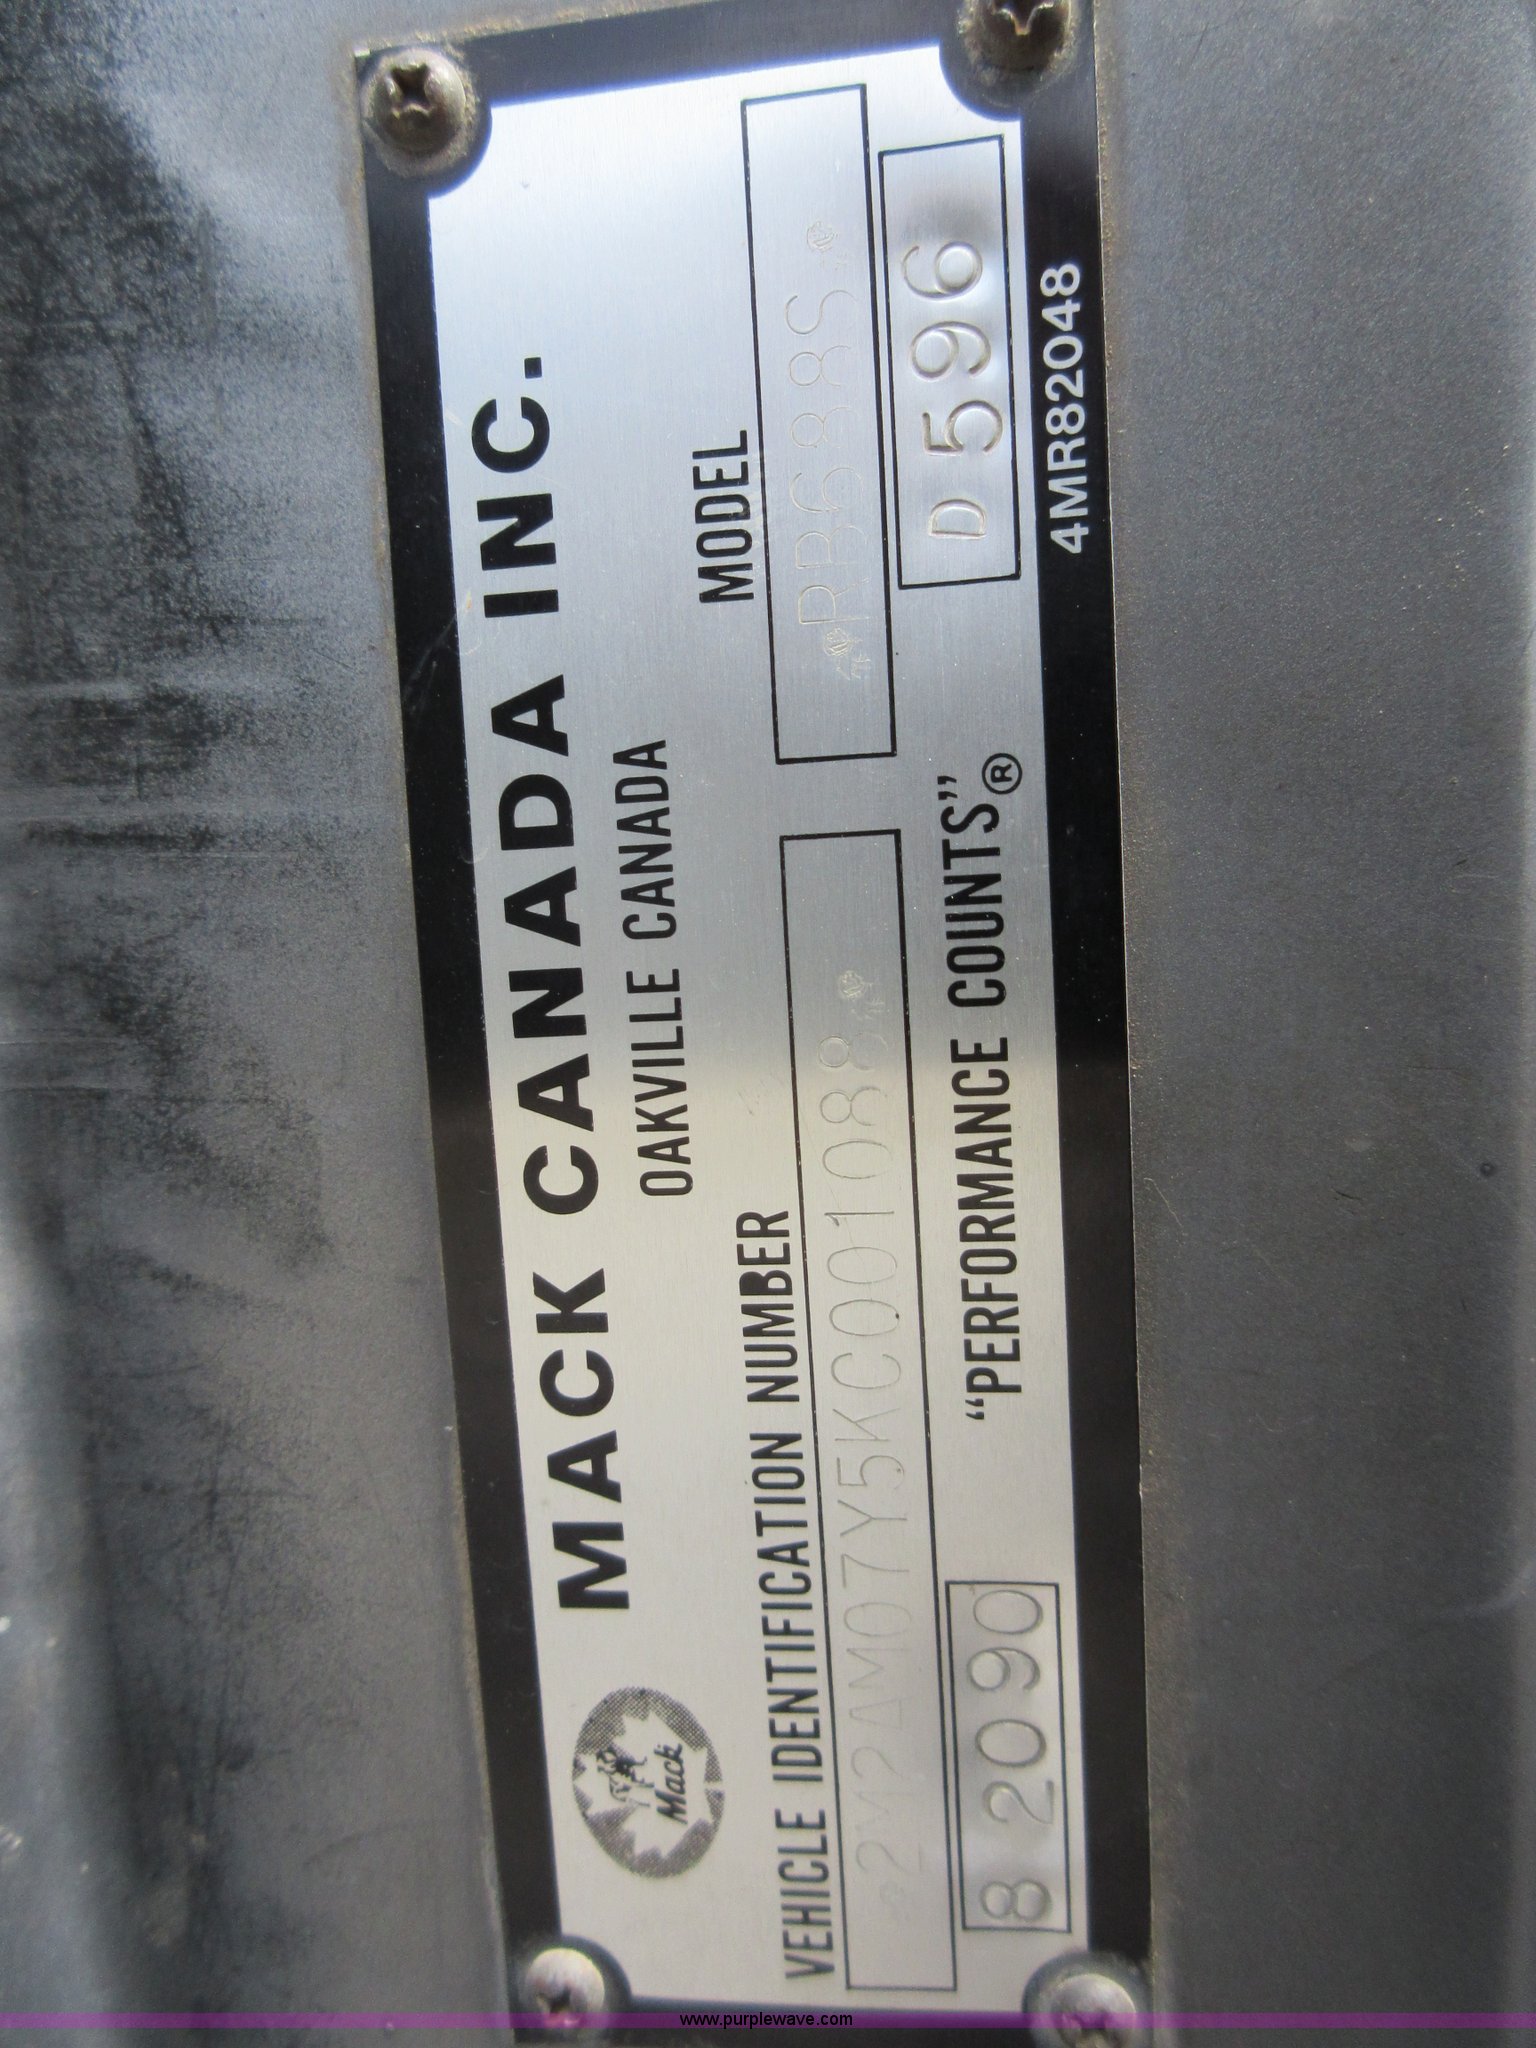 MACK CANADA INC.
OAKVILLE CANADA
Mack
VEHICLE IDENTIFICATION NUMBER
MODEL
2M2AM07Y5KC001088
RB688S
8 2090
"PERFORMANCE COUNTS"®
D 596
4MR82048
www.purplewave.com